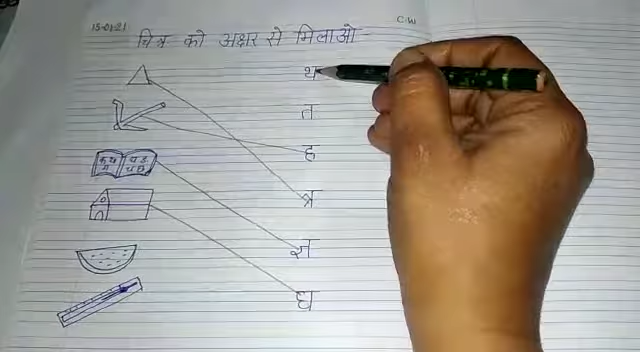 15-01-21 C.W
चित्र को अक्षर से मिलाओ -
थ
त
ह
त्र
ज्ञ
घ